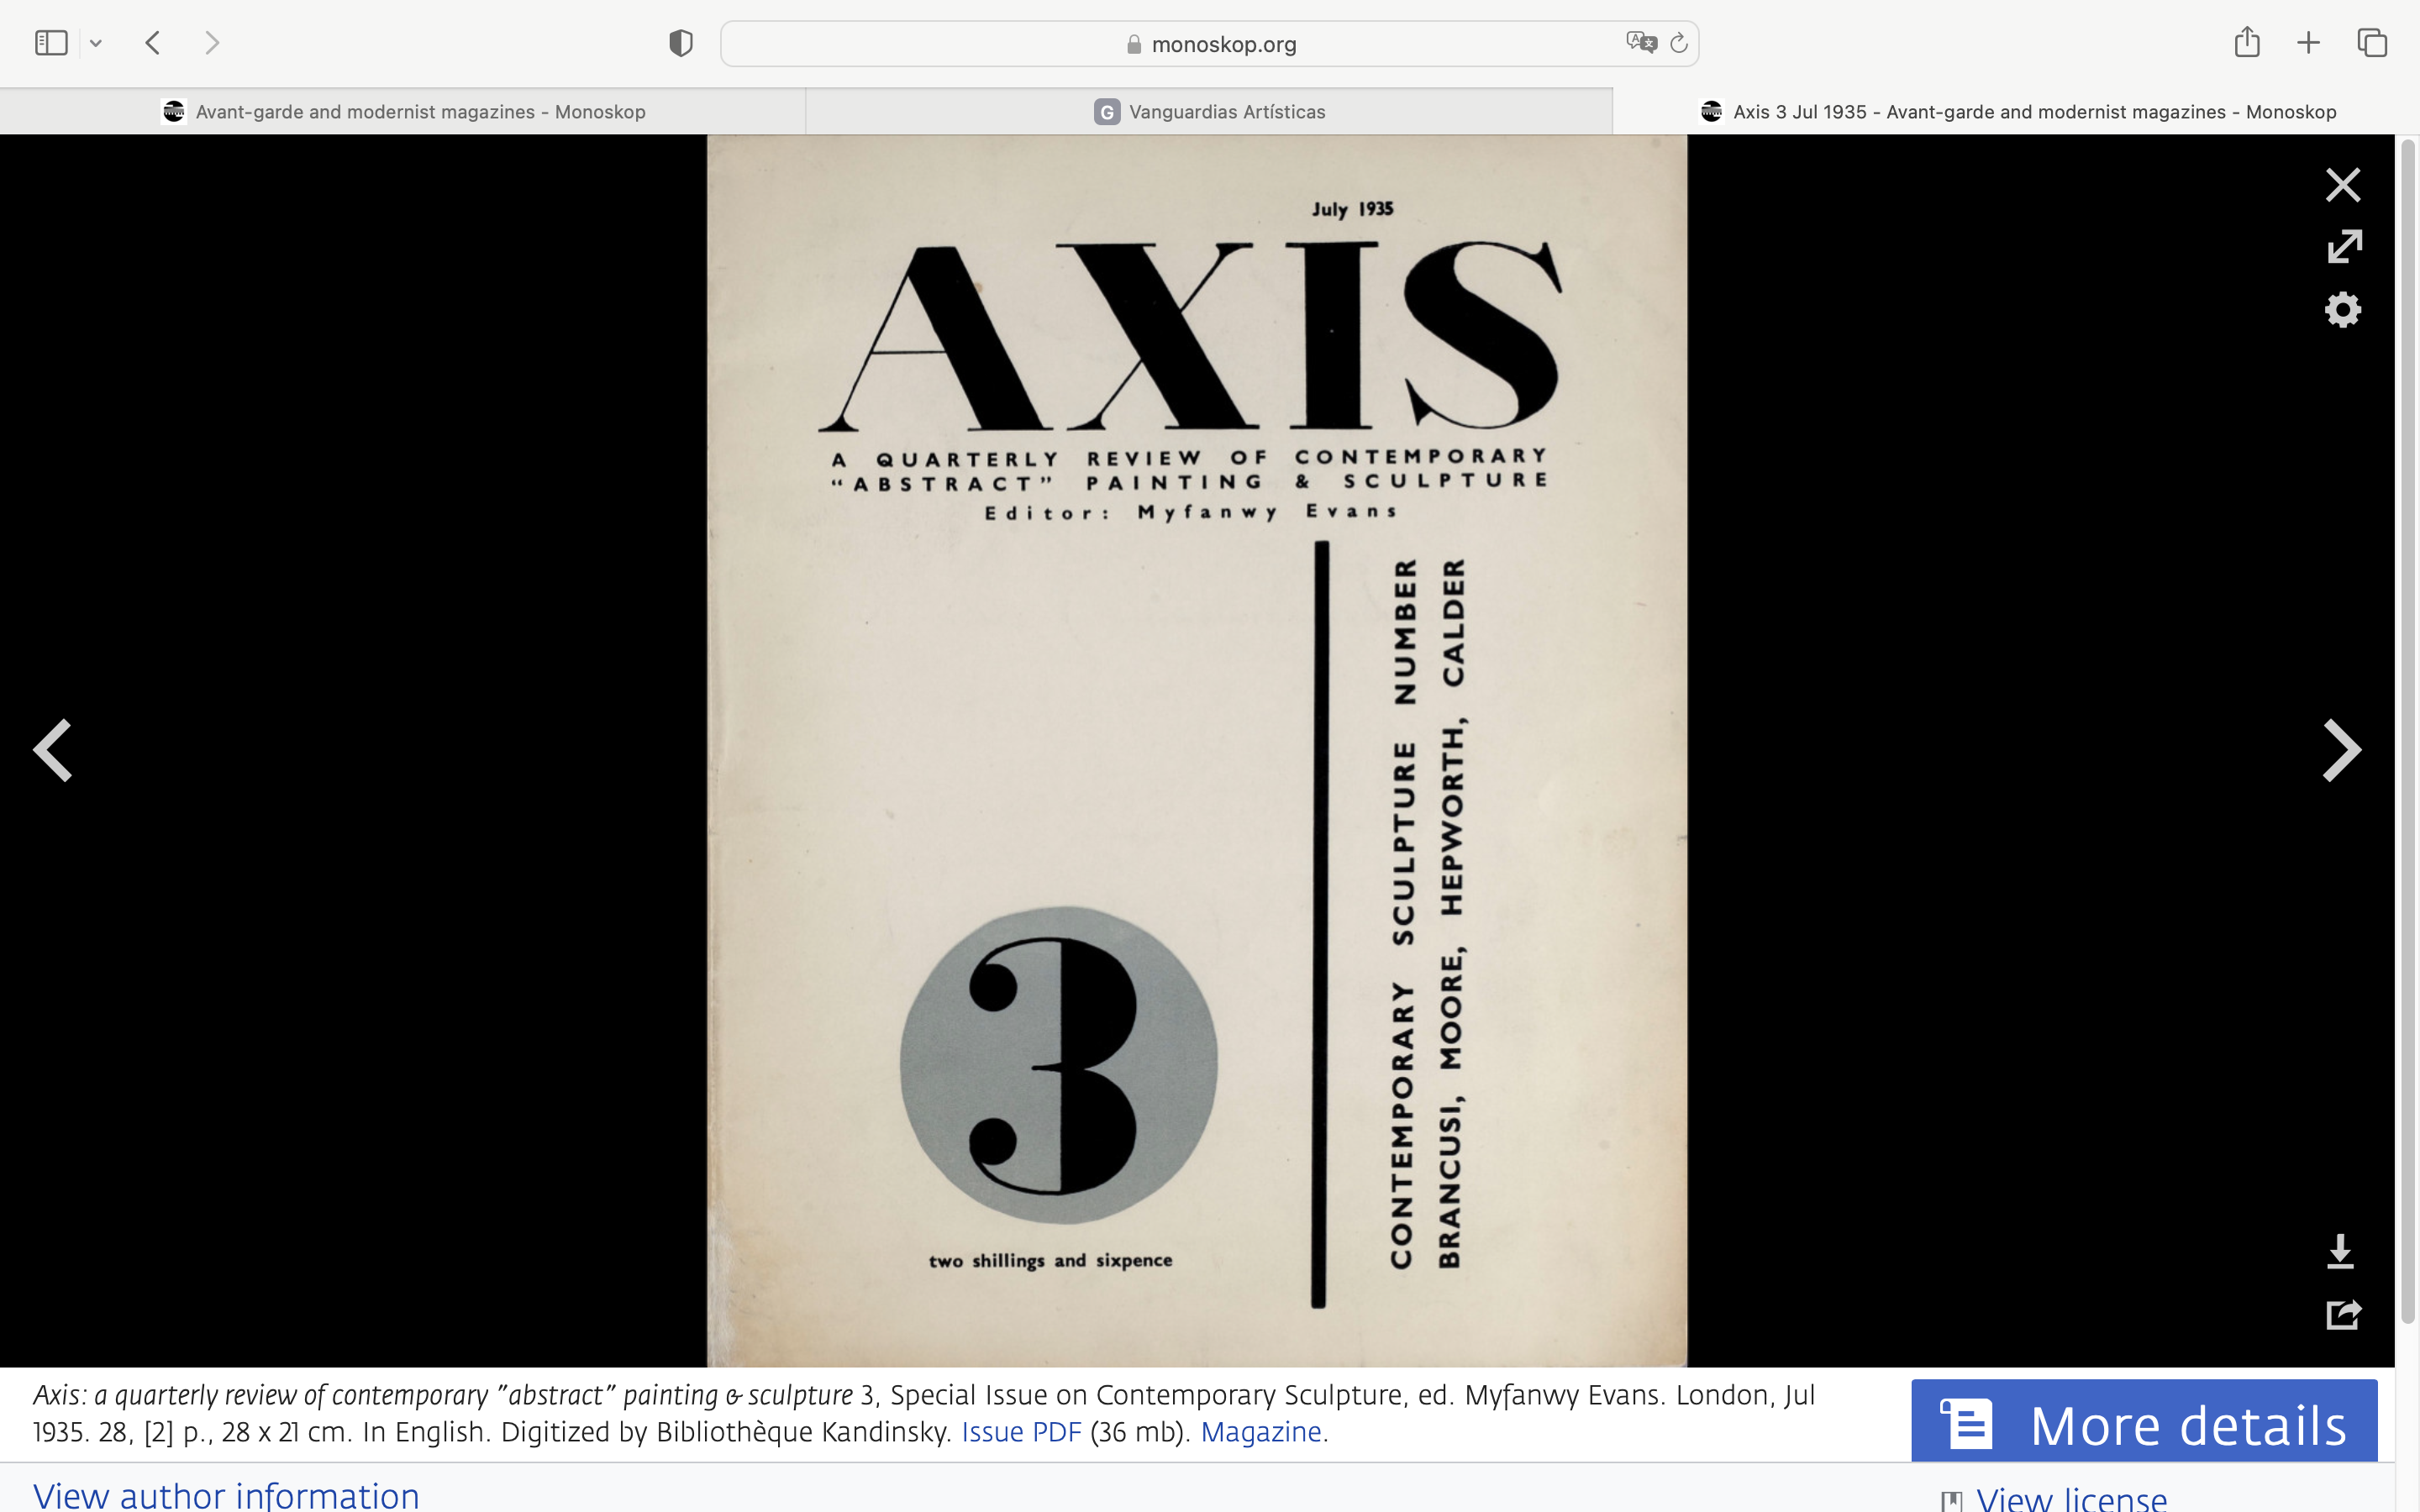 monoskop.org
Avant-garde and modernist magazines - Monoskop
G Vanguardias Artísticas
Axis 3 Jul 1935 - Avant-garde and modernist magazines - Monoskop
July 1935
AXIS
A QUARTERLY REVIEW OF CONTEMPORARY
“ABSTRACT” PAINTING & SCULPTURE
Editor: Myfanwy Evans
CONTEMPORARY SCULPTURE NUMBER
BRANCUSI, MOORE, HEPWORTH, CALDER
3
two shillings and sixpence
Axis: a quarterly review of contemporary "abstract" painting & sculpture 3, Special Issue on Contemporary Sculpture, ed. Myfanwy Evans. London, Jul
1935. 28, [2] p., 28 x 21 cm. In English. Digitized by Bibliothèque Kandinsky. Issue PDF (36 mb). Magazine.
More details
View author information
View license